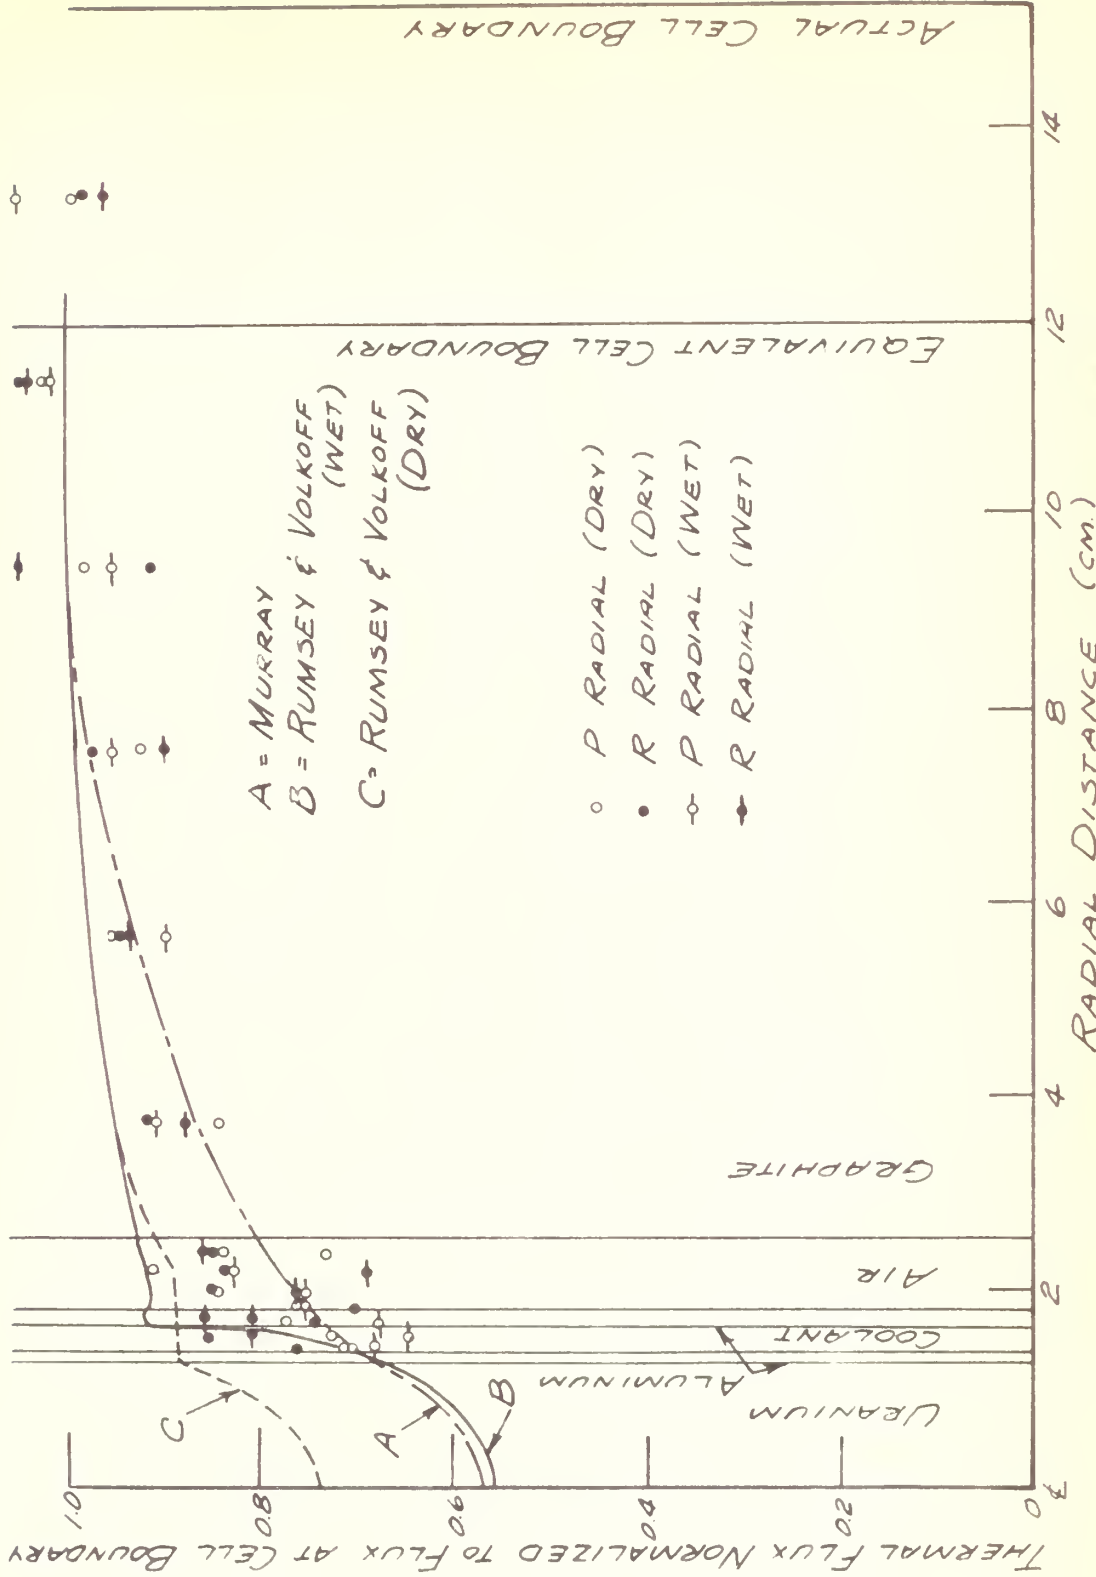 THERMAL FLUX NORMALIZED TO FLUX AT CELL BOUNDARY
1.0
0.8
0.6
0.4
0.2
0
℄
2
4
6
8
10
12
14
RADIAL DISTANCE (CM.)
C
A
B
URANIUM
ALUMINUM
COOLANT
AIR
GRAPHITE
EQUIVALENT CELL BOUNDARY
ACTUAL CELL BOUNDARY
A = MURRAY
B = RUMSEY & VOLKOFF
(WET)
C = RUMSEY & VOLKOFF
(DRY)
P RADIAL (DRY)
R RADIAL (DRY)
P RADIAL (WET)
R RADIAL (WET)